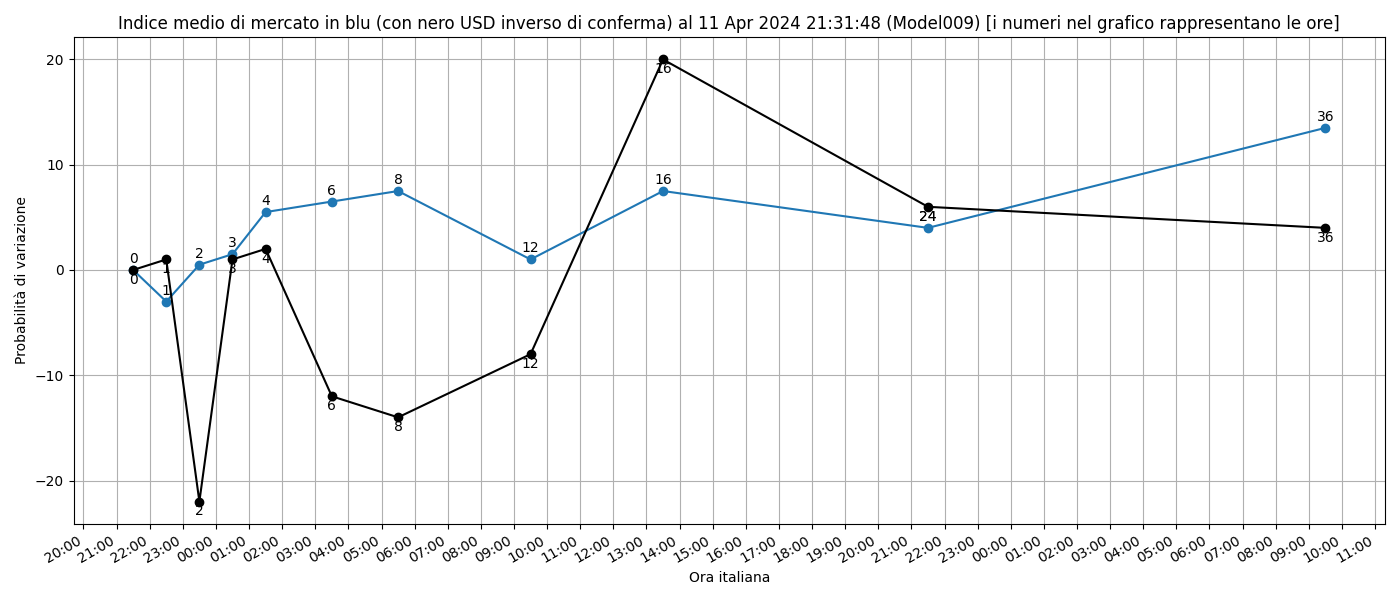 Indice medio di mercato in blu (con nero USD inverso di conferma) al 11 Apr 2024 21:31:48 (Model009) [i numeri nel grafico rappresentano le ore]
Probabilità di variazione
20
10
0
−10
−20
0 1 2 3 4 6 8 12 16 24 36
0 1 2 3 4 6 8 12 16 24 36
20:00 21:00 22:00 23:00 00:00 01:00 02:00 03:00 04:00 05:00 06:00 07:00 08:00 09:00 10:00 11:00 12:00 13:00 14:00 15:00 16:00 17:00 18:00 19:00 20:00 21:00 22:00 23:00 00:00 01:00 02:00 03:00 04:00 05:00 06:00 07:00 08:00 09:00 10:00 11:00
Ora italiana